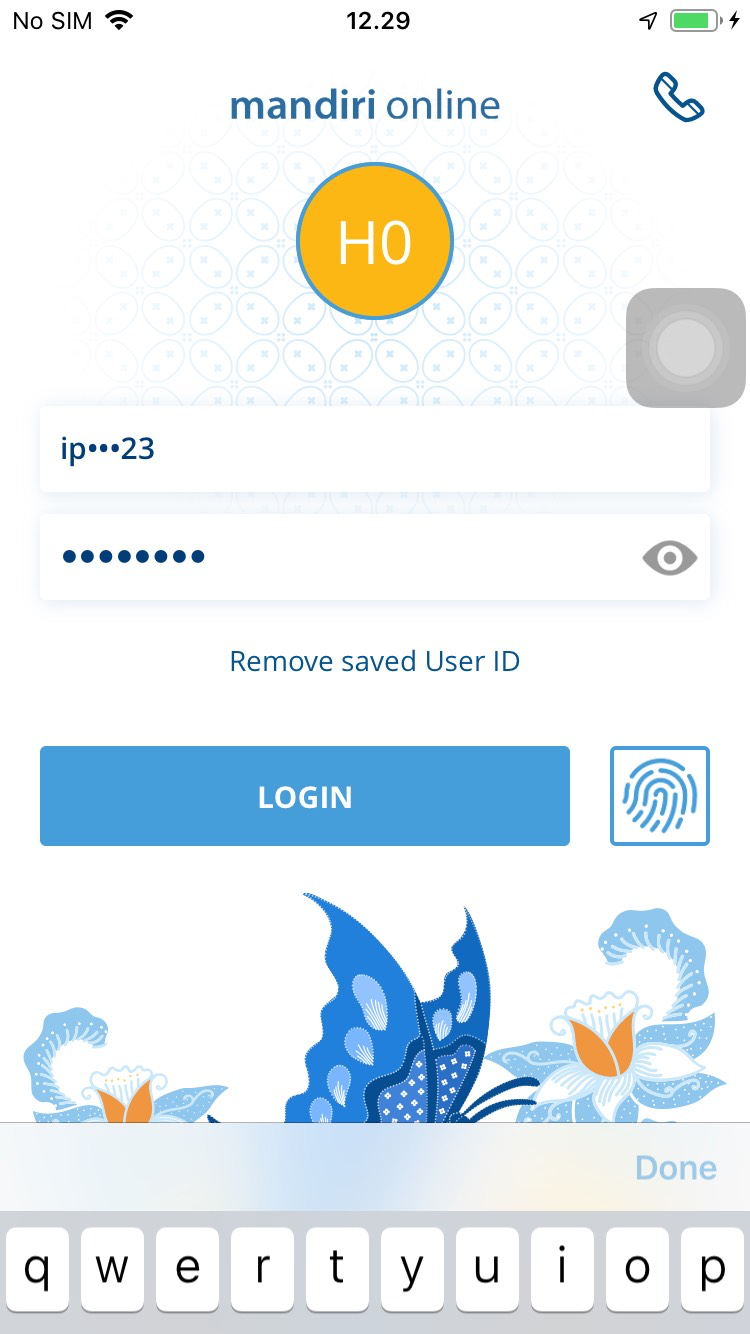 No SIM 12.29
mandiri online
H0
ip•••23
••••••••
Remove saved User ID
LOGIN
Done
q w e r t y u i o p